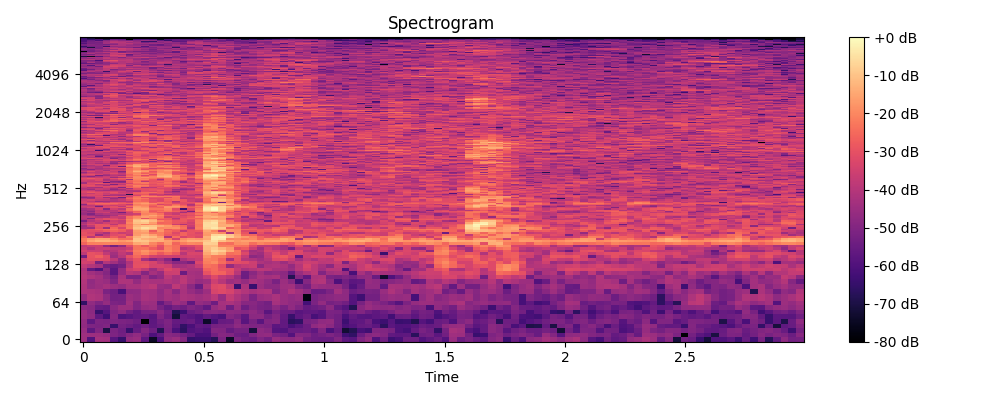 Spectrogram
Hz
4096
2048
1024
512
256
128
64
0
0
0.5
1
1.5
2
2.5
Time
+0 dB
-10 dB
-20 dB
-30 dB
-40 dB
-50 dB
-60 dB
-70 dB
-80 dB